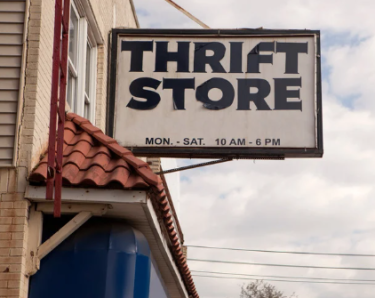 THRIFT
STORE
MON. - SAT. 10 AM - 6 PM